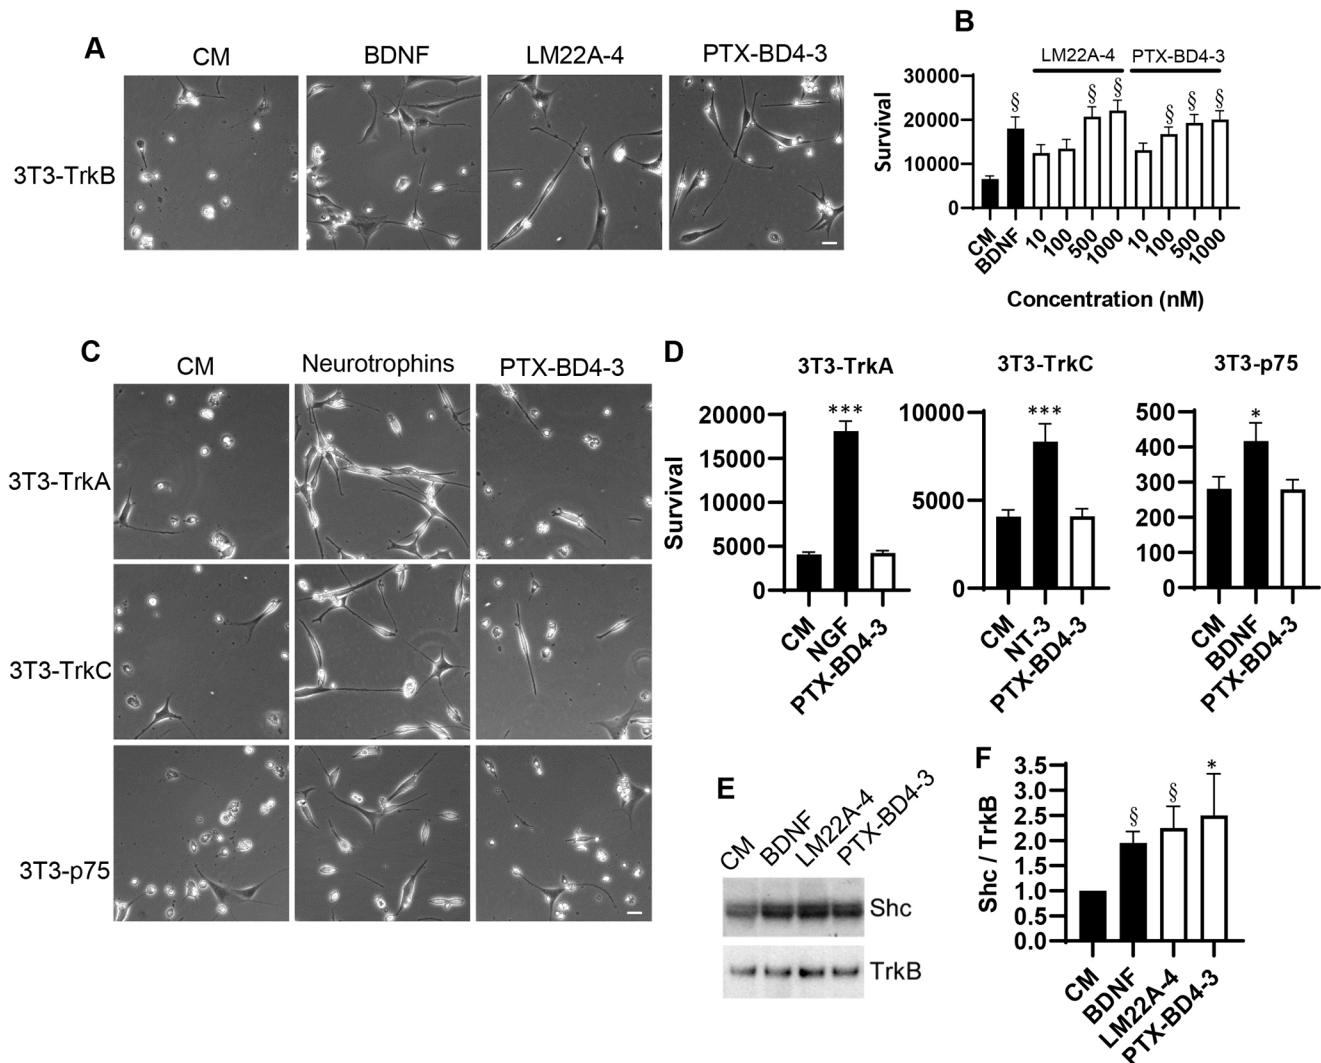 A
CM
BDNF
LM22A-4
PTX-BD4-3
3T3-TrkB
B
LM22A-4
PTX-BD4-3
30000
20000
10000
0
Survival
§
§
§
§
§
§
CM
BDNF
10
100
500
1000
10
100
500
1000
Concentration (nM)
C
CM
Neurotrophins
PTX-BD4-3
3T3-TrkA
3T3-TrkC
3T3-p75
D
3T3-TrkA
20000
15000
10000
5000
0
Survival
***
CM
NGF
PTX-BD4-3
3T3-TrkC
10000
5000
0
***
CM
NT-3
PTX-BD4-3
3T3-p75
500
400
300
200
100
0
*
CM
BDNF
PTX-BD4-3
E
CM
BDNF
LM22A-4
PTX-BD4-3
Shc
TrkB
F
3.5
3.0
2.5
2.0
1.5
1.0
0.5
0.0
Shc / TrkB
§
§
*
CM
BDNF
LM22A-4
PTX-BD4-3